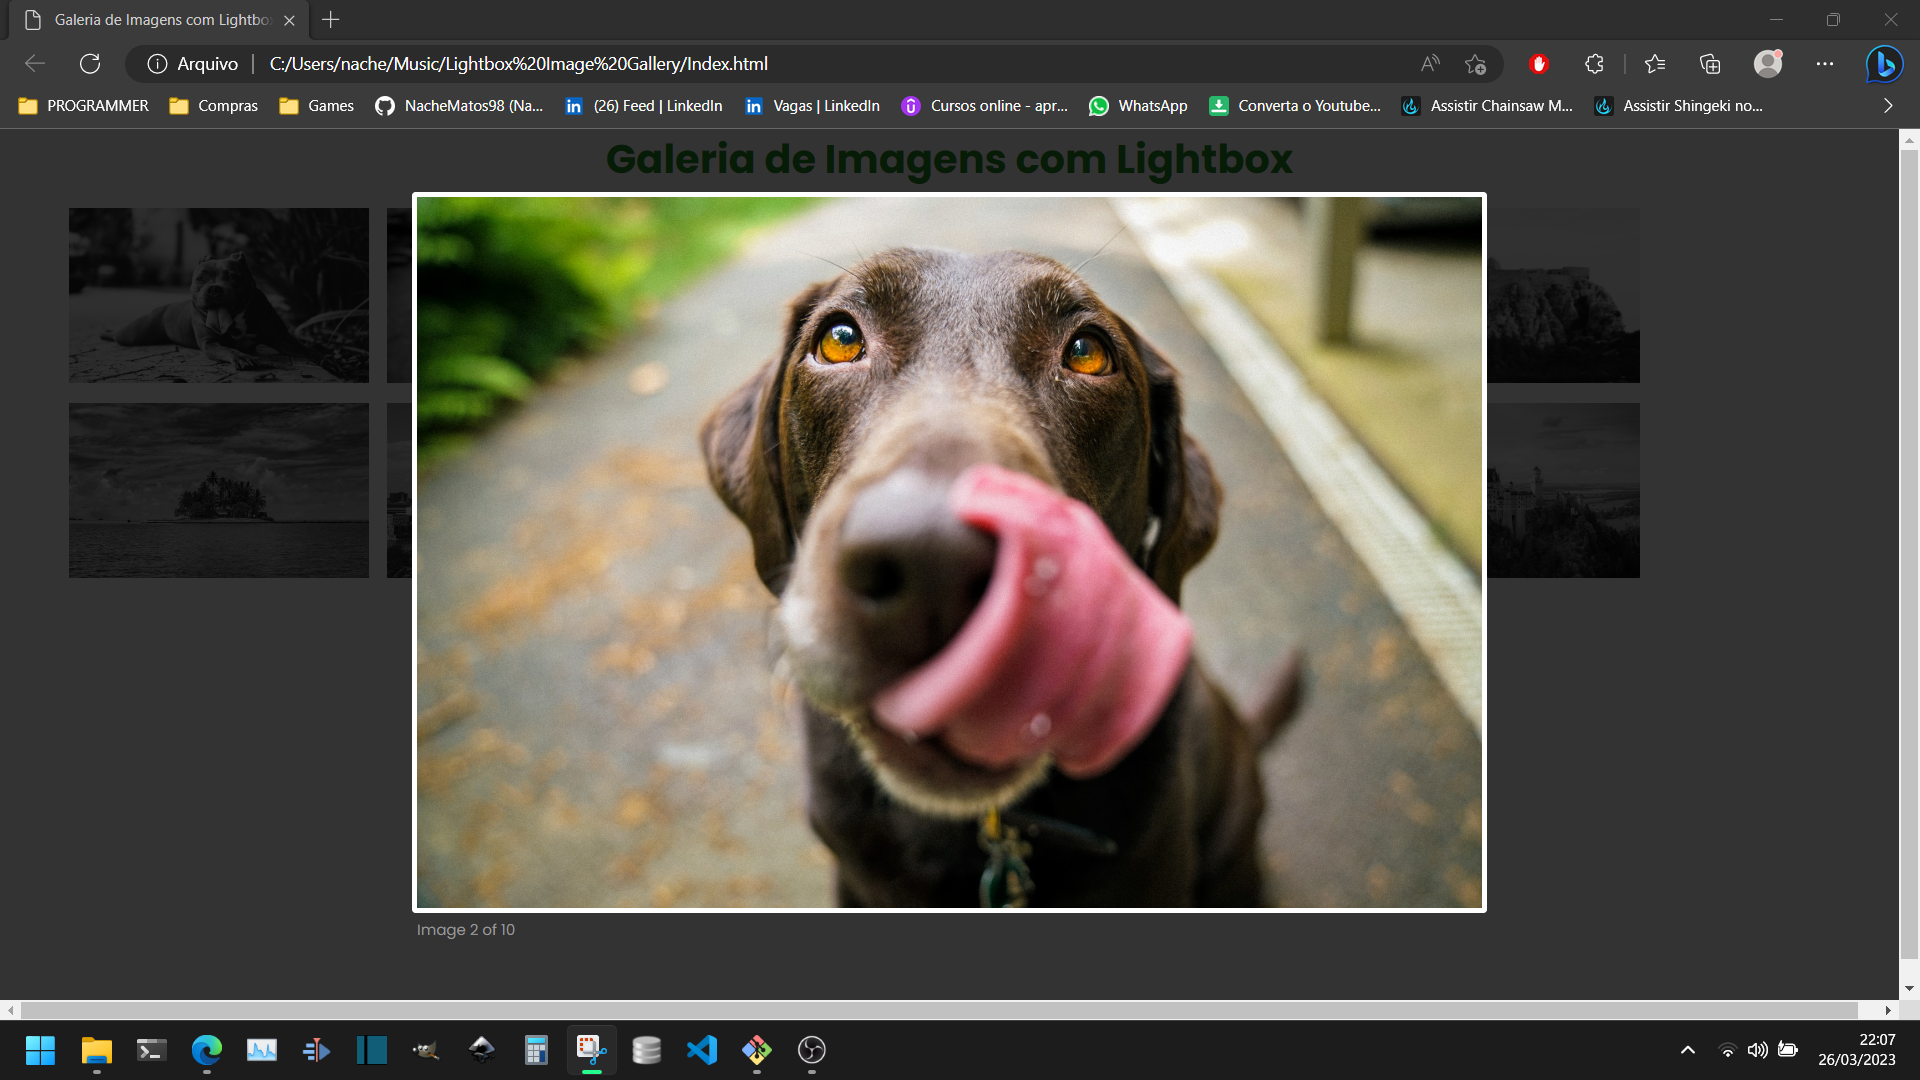 Galeria de Imagens com Lightbo
Arquivo
C:/Users/nache/Music/Lightbox%20Image%20Gallery/Index.html
PROGRAMMER
Compras
Games
NacheMatos98 (Na...
(26) Feed | LinkedIn
Vagas | LinkedIn
Cursos online - apr...
WhatsApp
Converta o Youtube...
Assistir Chainsaw M...
Assistir Shingeki no...
Galeria de Imagens com Lightbox
Image 2 of 10
22:07
26/03/2023